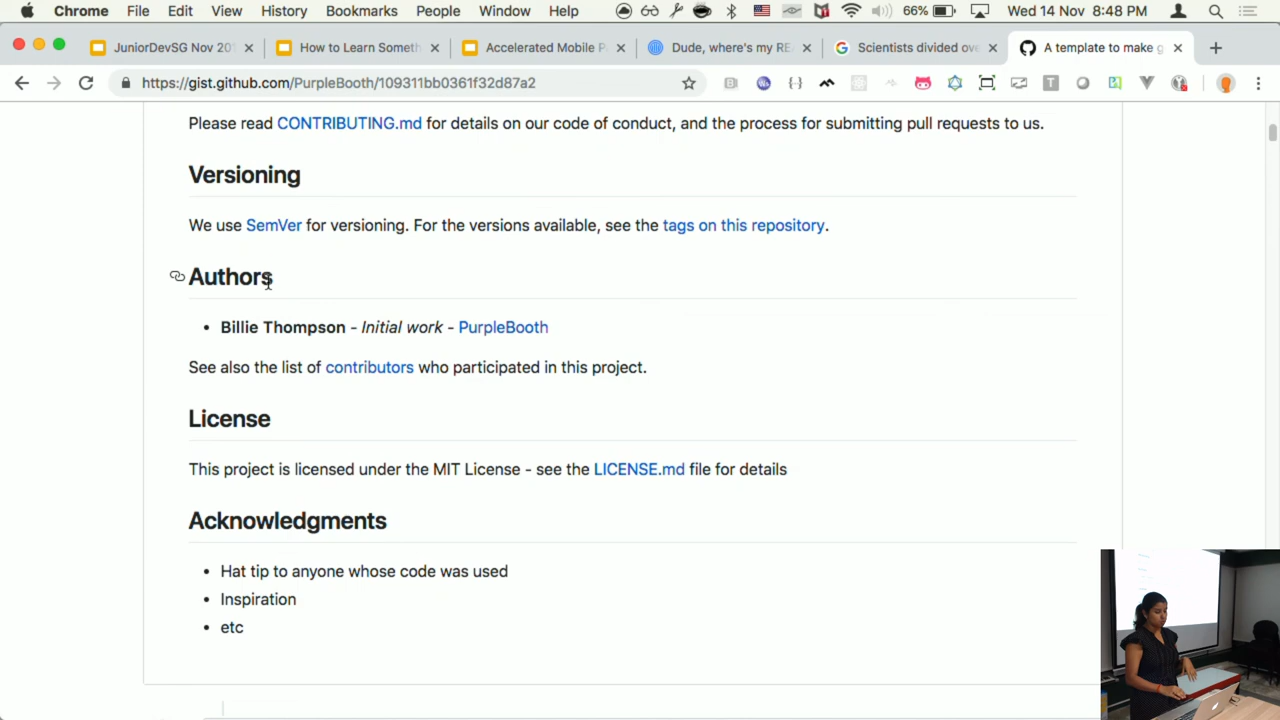 Chrome File Edit View History Bookmarks People Window Help 66% Wed 14 Nov 8:48 PM
JuniorDevSG Nov 201 How to Learn Someth Accelerated Mobile P Dude, where's my RE Scientists divided ove A template to make g
https://gist.github.com/PurpleBooth/109311bb0361f32d87a2
Please read CONTRIBUTING.md for details on our code of conduct, and the process for submitting pull requests to us.
Versioning
We use SemVer for versioning. For the versions available, see the tags on this repository.
Authors
• Billie Thompson - Initial work - PurpleBooth
See also the list of contributors who participated in this project.
License
This project is licensed under the MIT License - see the LICENSE.md file for details
Acknowledgments
• Hat tip to anyone whose code was used
• Inspiration
• etc